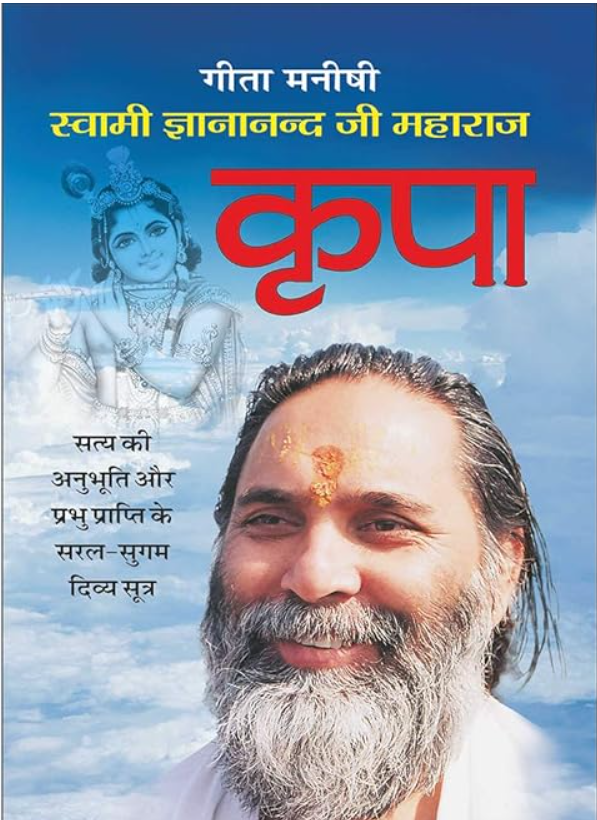 गीता मनीषी
स्वामी ज्ञानानन्द जी महाराज
कृपा
सत्य की
अनुभूति और
प्रभु प्राप्ति के
सरल-सुगम
दिव्य सूत्र